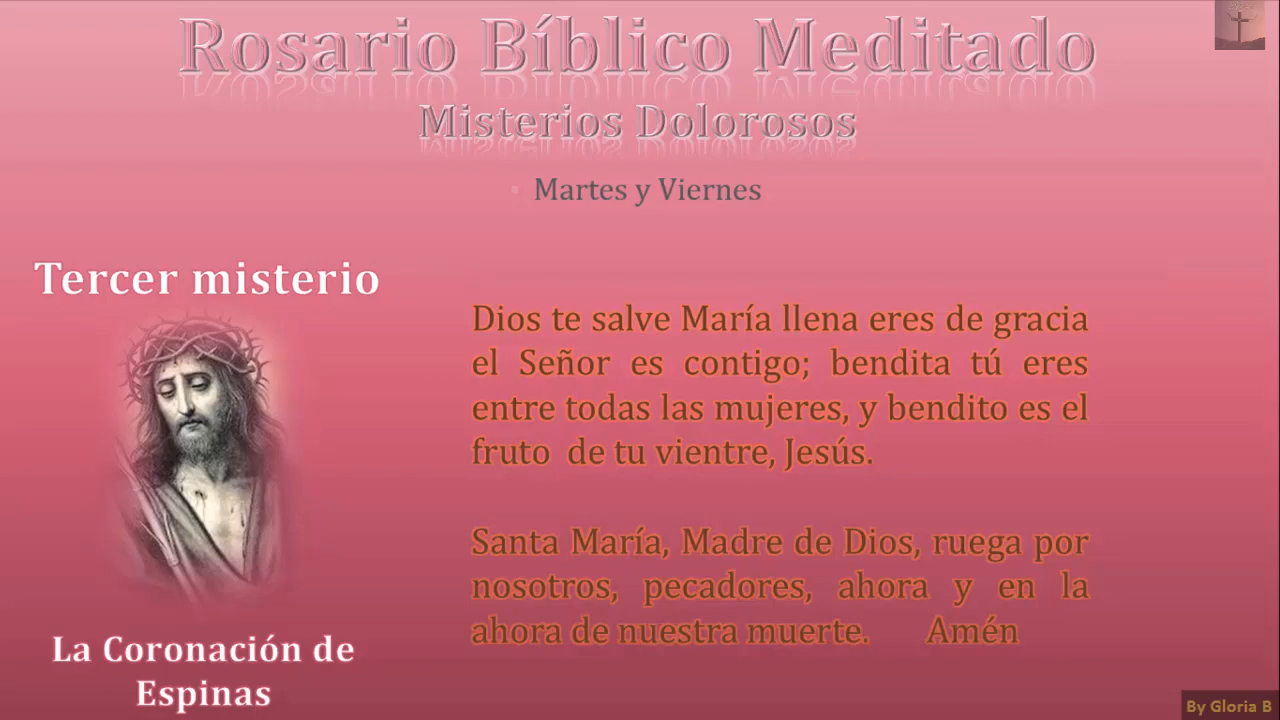 Rosario Bíblico Meditado
Misterios Dolorosos
• Martes y Viernes
Tercer misterio
Dios te salve María llena eres de gracia
el Señor es contigo; bendita tú eres
entre todas las mujeres, y bendito es el
fruto de tu vientre, Jesús.
Santa María, Madre de Dios, ruega por
nosotros, pecadores, ahora y en la
ahora de nuestra muerte. Amén
La Coronación de
Espinas
By Gloria B